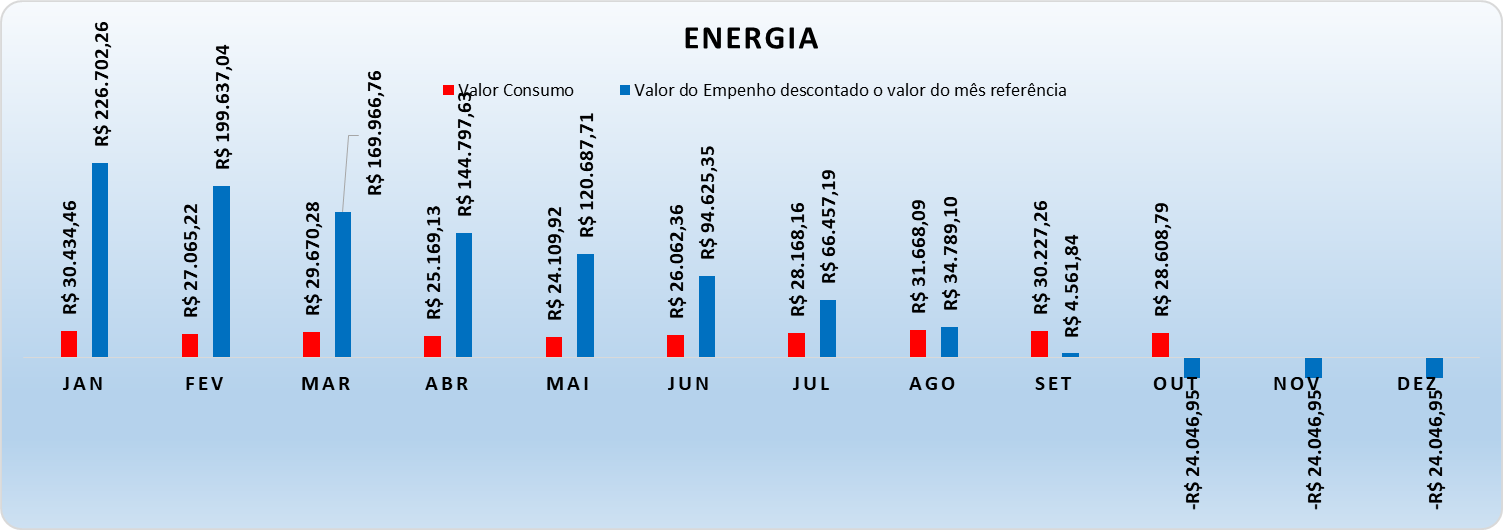 ENERGIA
Valor Consumo
Valor do Empenho descontado o valor do mês referência
R$ 30.434,46
R$ 226.702,26
R$ 27.065,22
R$ 199.637,04
R$ 29.670,28
R$ 169.966,76
R$ 25.169,13
R$ 144.797,63
R$ 24.109,92
R$ 120.687,71
R$ 26.062,36
R$ 94.625,35
R$ 28.168,16
R$ 66.457,19
R$ 31.668,09
R$ 34.789,10
R$ 30.227,26
R$ 4.561,84
R$ 28.608,79
-R$ 24.046,95
-R$ 24.046,95
-R$ 24.046,95
JAN FEV MAR ABR MAI JUN JUL AGO SET OUT NOV DEZ